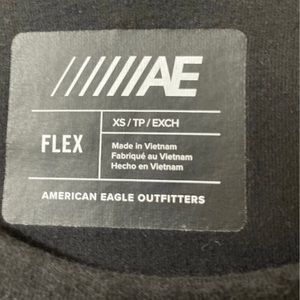 //////AE
XS / TP / EXCH
FLEX
Made in Vietnam
Fabriqué au Vietnam
Hecho en Vietnam
AMERICAN EAGLE OUTFITTERS